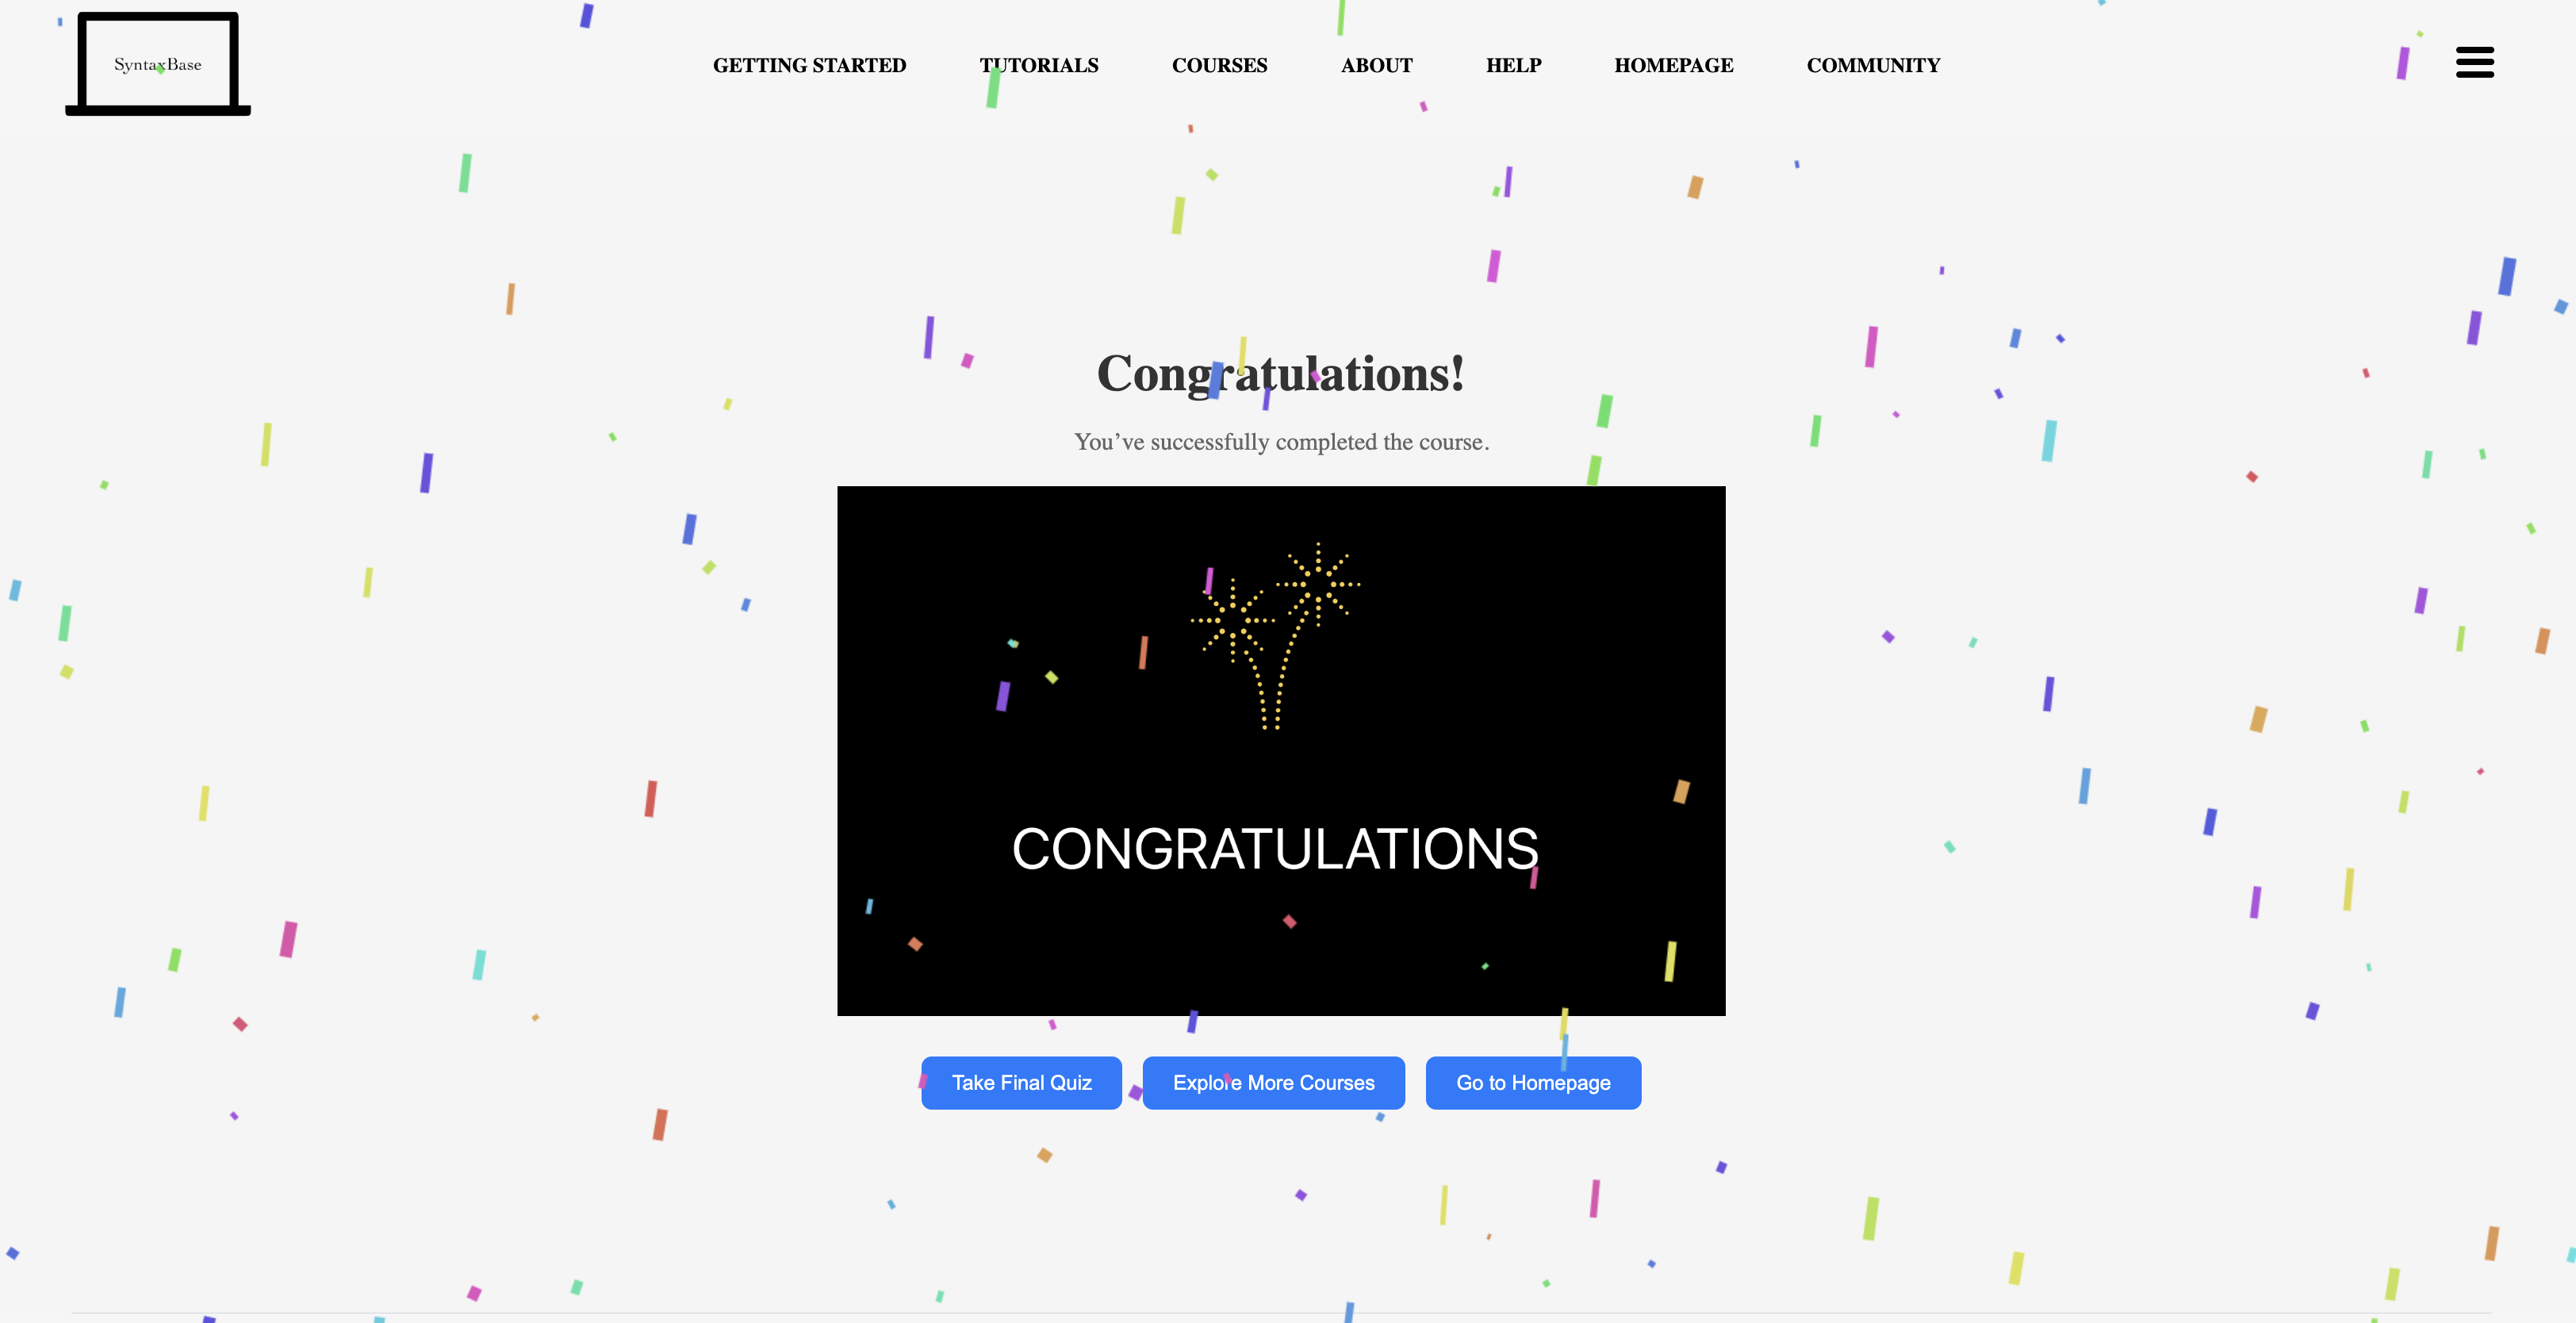 SyntaxBase
GETTING STARTED TUTORIALS COURSES ABOUT HELP HOMEPAGE COMMUNITY
Congratulations!
You’ve successfully completed the course.
CONGRATULATIONS
Take Final Quiz Explore More Courses Go to Homepage